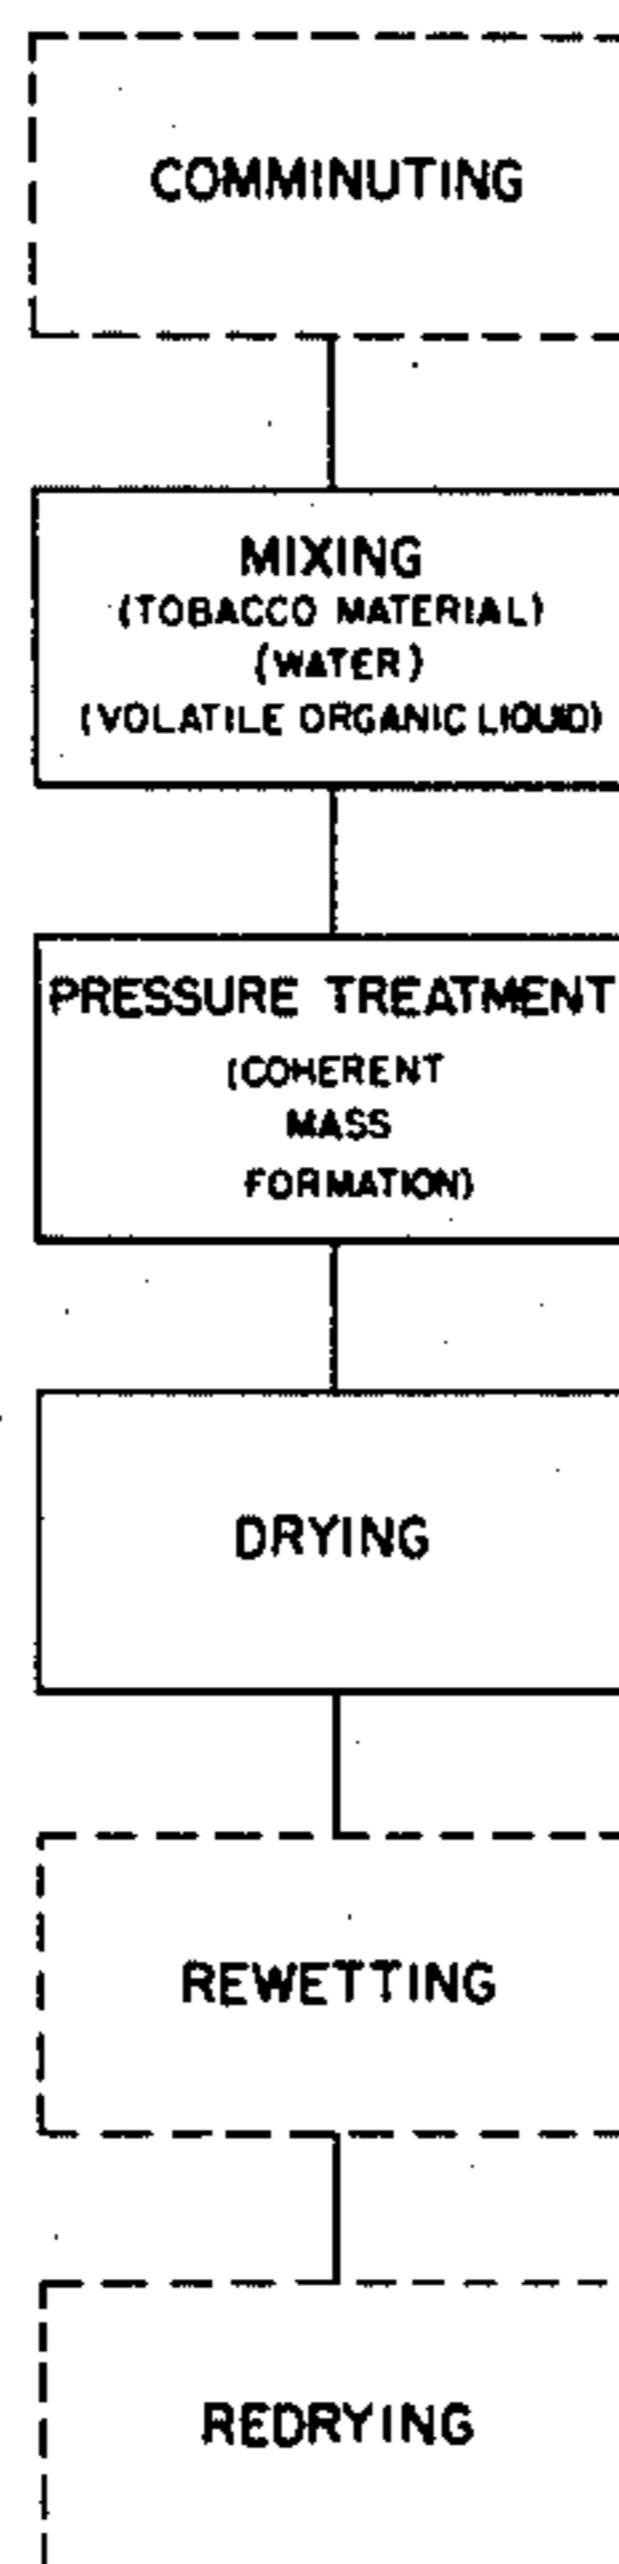 COMMINUTING
MIXING
(TOBACCO MATERIAL)
(WATER)
(VOLATILE ORGANIC LIQUID)
PRESSURE TREATMENT
(COHERENT
MASS
FORMATION)
DRYING
REWETTING
REDRYING